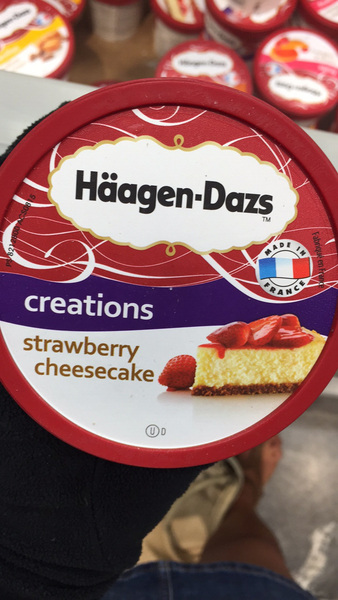 Häagen-Dazs
TM
MADE IN
FRANCE
creations
strawberry
cheesecake
U D